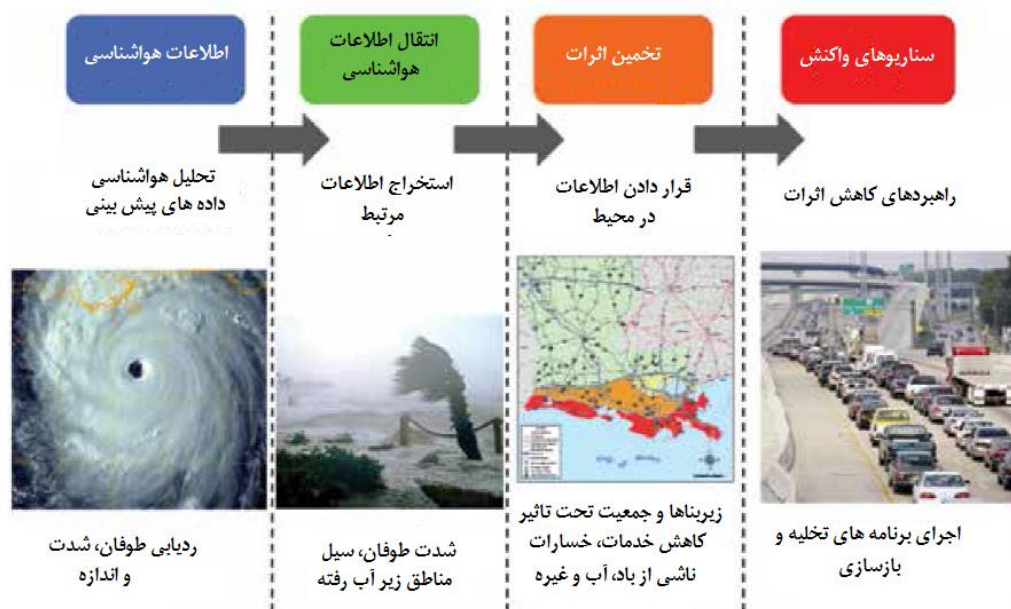 اطلاعات هواشناسی
انتقال اطلاعات
هواشناسی
تخمین اثرات
سناریوهای واکنش
تحلیل هواشناسی
داده های پیش بینی
استخراج اطلاعات
مرتبط
قرار دادن اطلاعات
در محیط
راهبردهای کاهش اثرات
ردیابی طوفان، شدت
و اندازه
شدت طوفان، سیل
مناطق زیر آب رفته
زیربناها و جمعیت تحت تاثیر
کاهش خدمات، خسارات
ناشی از باد، آب و غیره
اجرای برنامه های تخلیه و
بازسازی